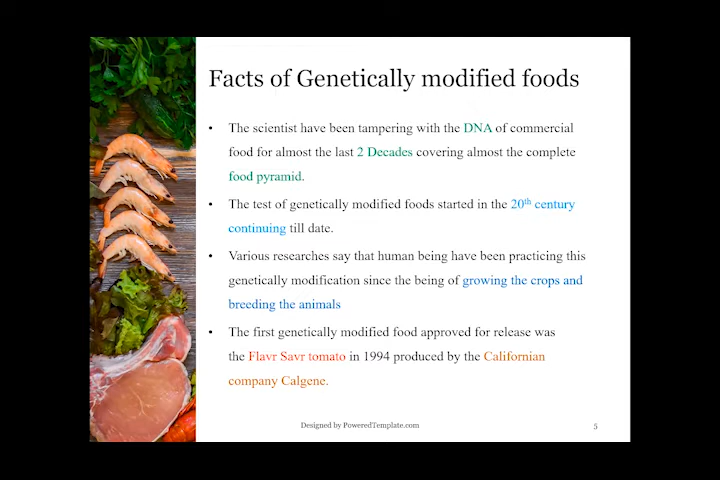 Facts of Genetically modified foods
• The scientist have been tampering with the DNA of commercial
food for almost the last 2 Decades covering almost the complete
food pyramid.
• The test of genetically modified foods started in the 20th century
continuing till date.
• Various researches say that human being have been practicing this
genetically modification since the being of growing the crops and
breeding the animals
• The first genetically modified food approved for release was
the Flavr Savr tomato in 1994 produced by the Californian
company Calgene.
Designed by PoweredTemplate.com
5